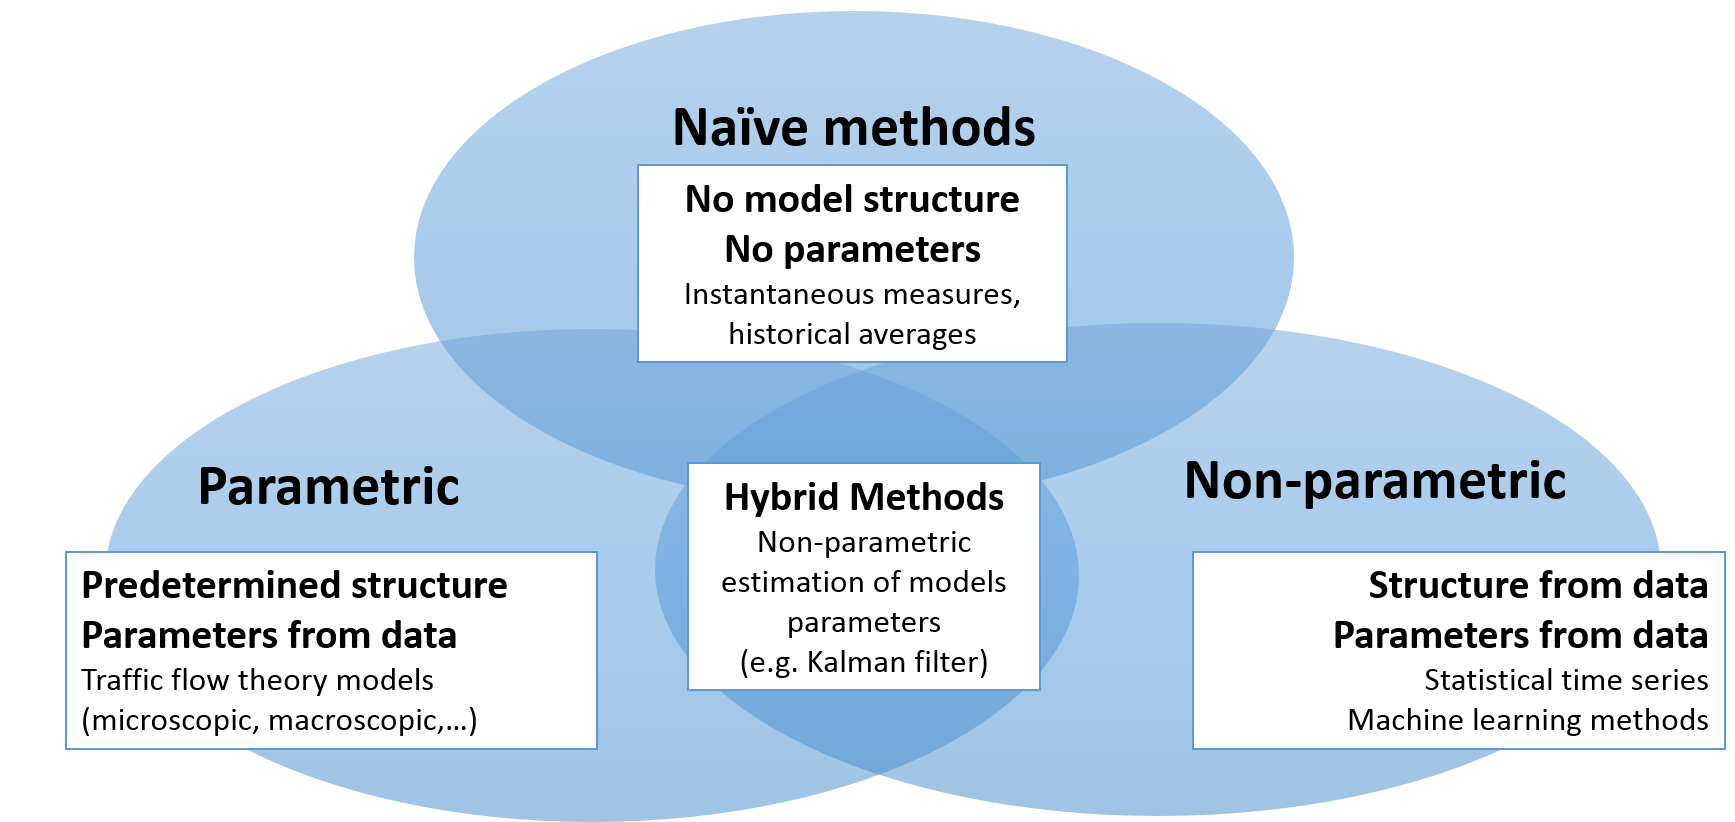 Naïve methods
No model structure
No parameters
Instantaneous measures,
historical averages
Parametric
Predetermined structure
Parameters from data
Traffic flow theory models
(microscopic, macroscopic,...)
Hybrid Methods
Non-parametric
estimation of models
parameters
(e.g. Kalman filter)
Non-parametric
Structure from data
Parameters from data
Statistical time series
Machine learning methods